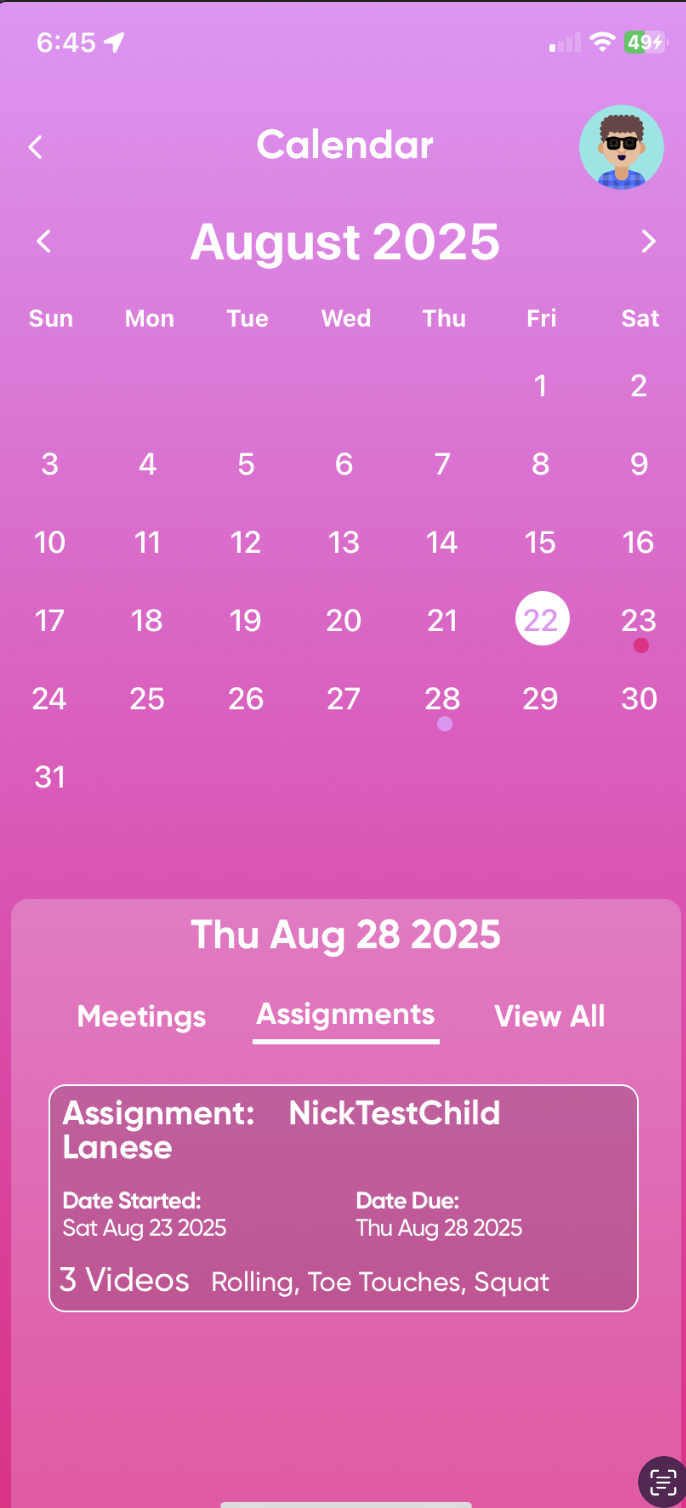 6:45
49
Calendar
August 2025
Sun Mon Tue Wed Thu Fri Sat
1 2
3 4 5 6 7 8 9
10 11 12 13 14 15 16
17 18 19 20 21 22 23
24 25 26 27 28 29 30
31
Thu Aug 28 2025
Meetings Assignments View All
Assignment: NickTestChild
Lanese
Date Started: Date Due:
Sat Aug 23 2025 Thu Aug 28 2025
3 Videos Rolling, Toe Touches, Squat